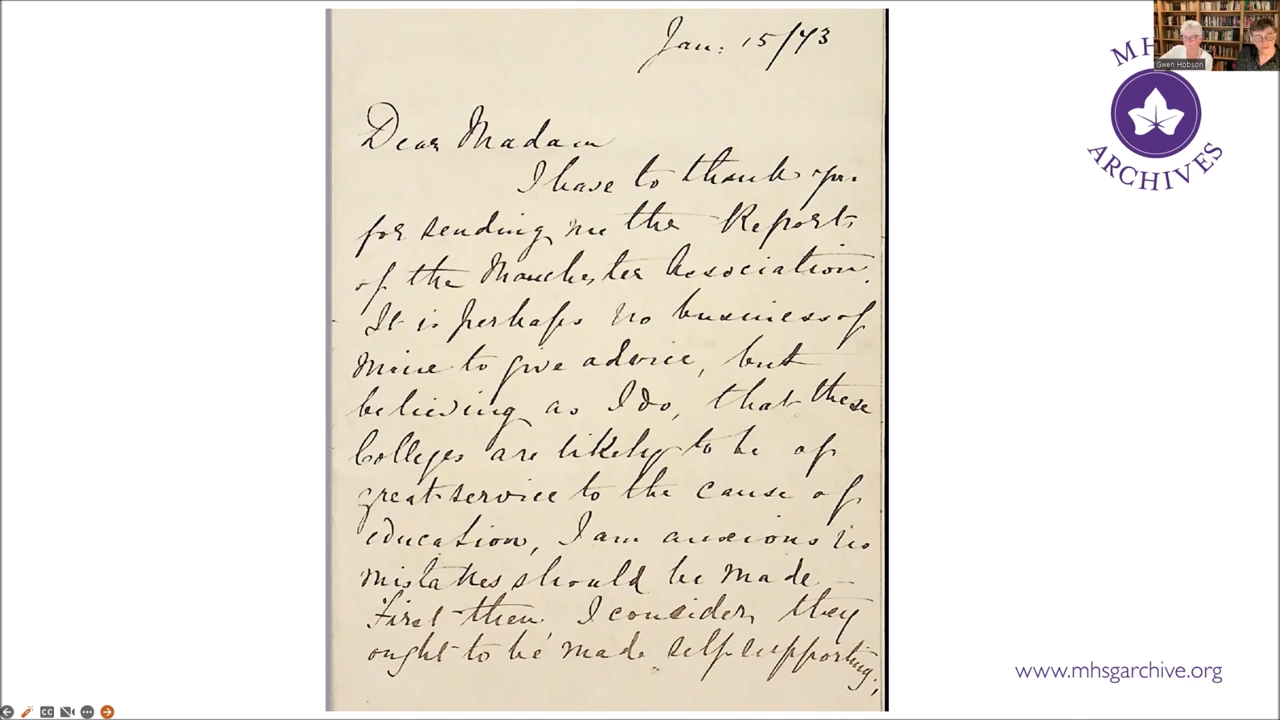 Jan: 15/73
Dear Madam
I have to thank you
for sending me the Reports
of the Manchester Association.
It is perhaps no business of
mine to give advice, but
believing as I do, that these
Colleges are likely to be of
great service to the cause of
education, I am anxious no
mistakes should be made –
First then, I consider, they
ought to be made self-supporting;
Gwen Hobson
MH
ARCHIVES
www.mhsgarchive.org
CC